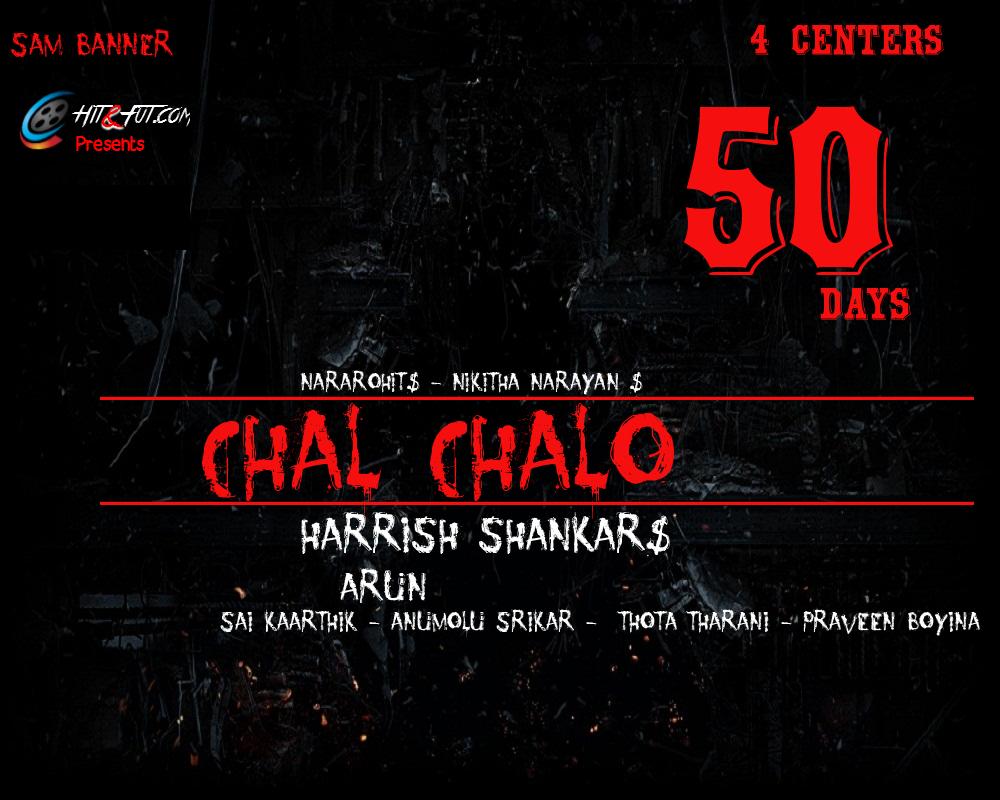 SAM BANNER
4 CENTERS
HIT&FUT.COM
Presents
50
DAYS
NARAROHIT$ - NIKITHA NARAYAN $
CHAL CHALO
HARRISH SHANKAR$
ARUN
SAI KAARTHIK - ANUMOLU SRIKAR - THOTA THARANI - PRAVEEN BOYINA